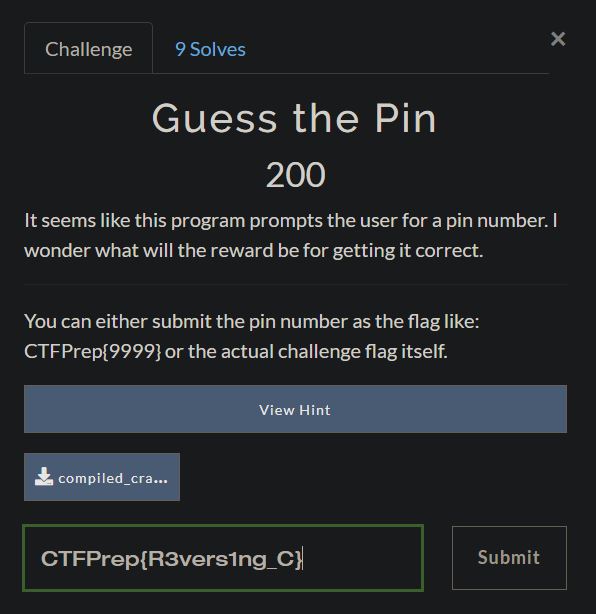 Challenge
9 Solves
×
Guess the Pin
200
It seems like this program prompts the user for a pin number. I
wonder what will the reward be for getting it correct.
You can either submit the pin number as the flag like:
CTFPrep{9999} or the actual challenge flag itself.
View Hint
compiled_cra...
CTFPrep{R3vers1ng_C}
Submit